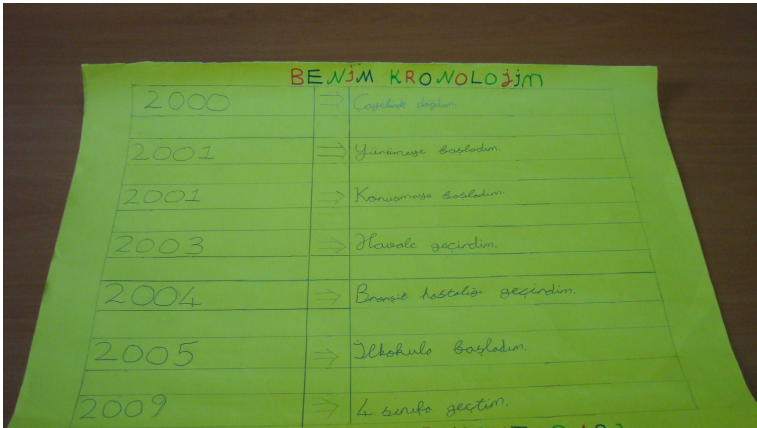 BENİM KRONOLOJİM
2000 ⇒ Çayelinde doğdum.
2001 ⇒ Yürümeye başladım.
2001 ⇒ Konuşmaya başladım.
2003 ⇒ Havale geçirdim.
2004 ⇒ Bronşit hastalığı geçirdim.
2005 ⇒ İlkokula başladım.
2009 ⇒ 4 sınıfa geçtim.